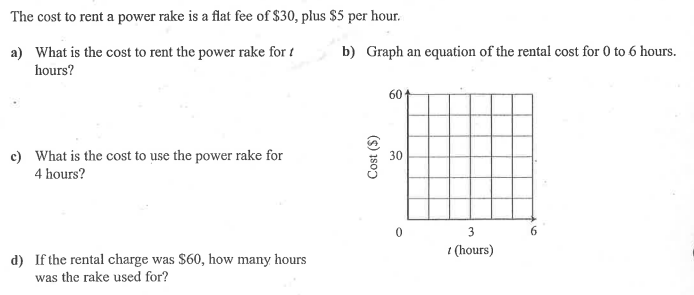 The cost to rent a power rake is a flat fee of $30, plus $5 per hour.
a) What is the cost to rent the power rake for t
hours?
b) Graph an equation of the rental cost for 0 to 6 hours.
60
Cost ($)
30
0
3
6
t (hours)
c) What is the cost to use the power rake for
4 hours?
d) If the rental charge was $60, how many hours
was the rake used for?